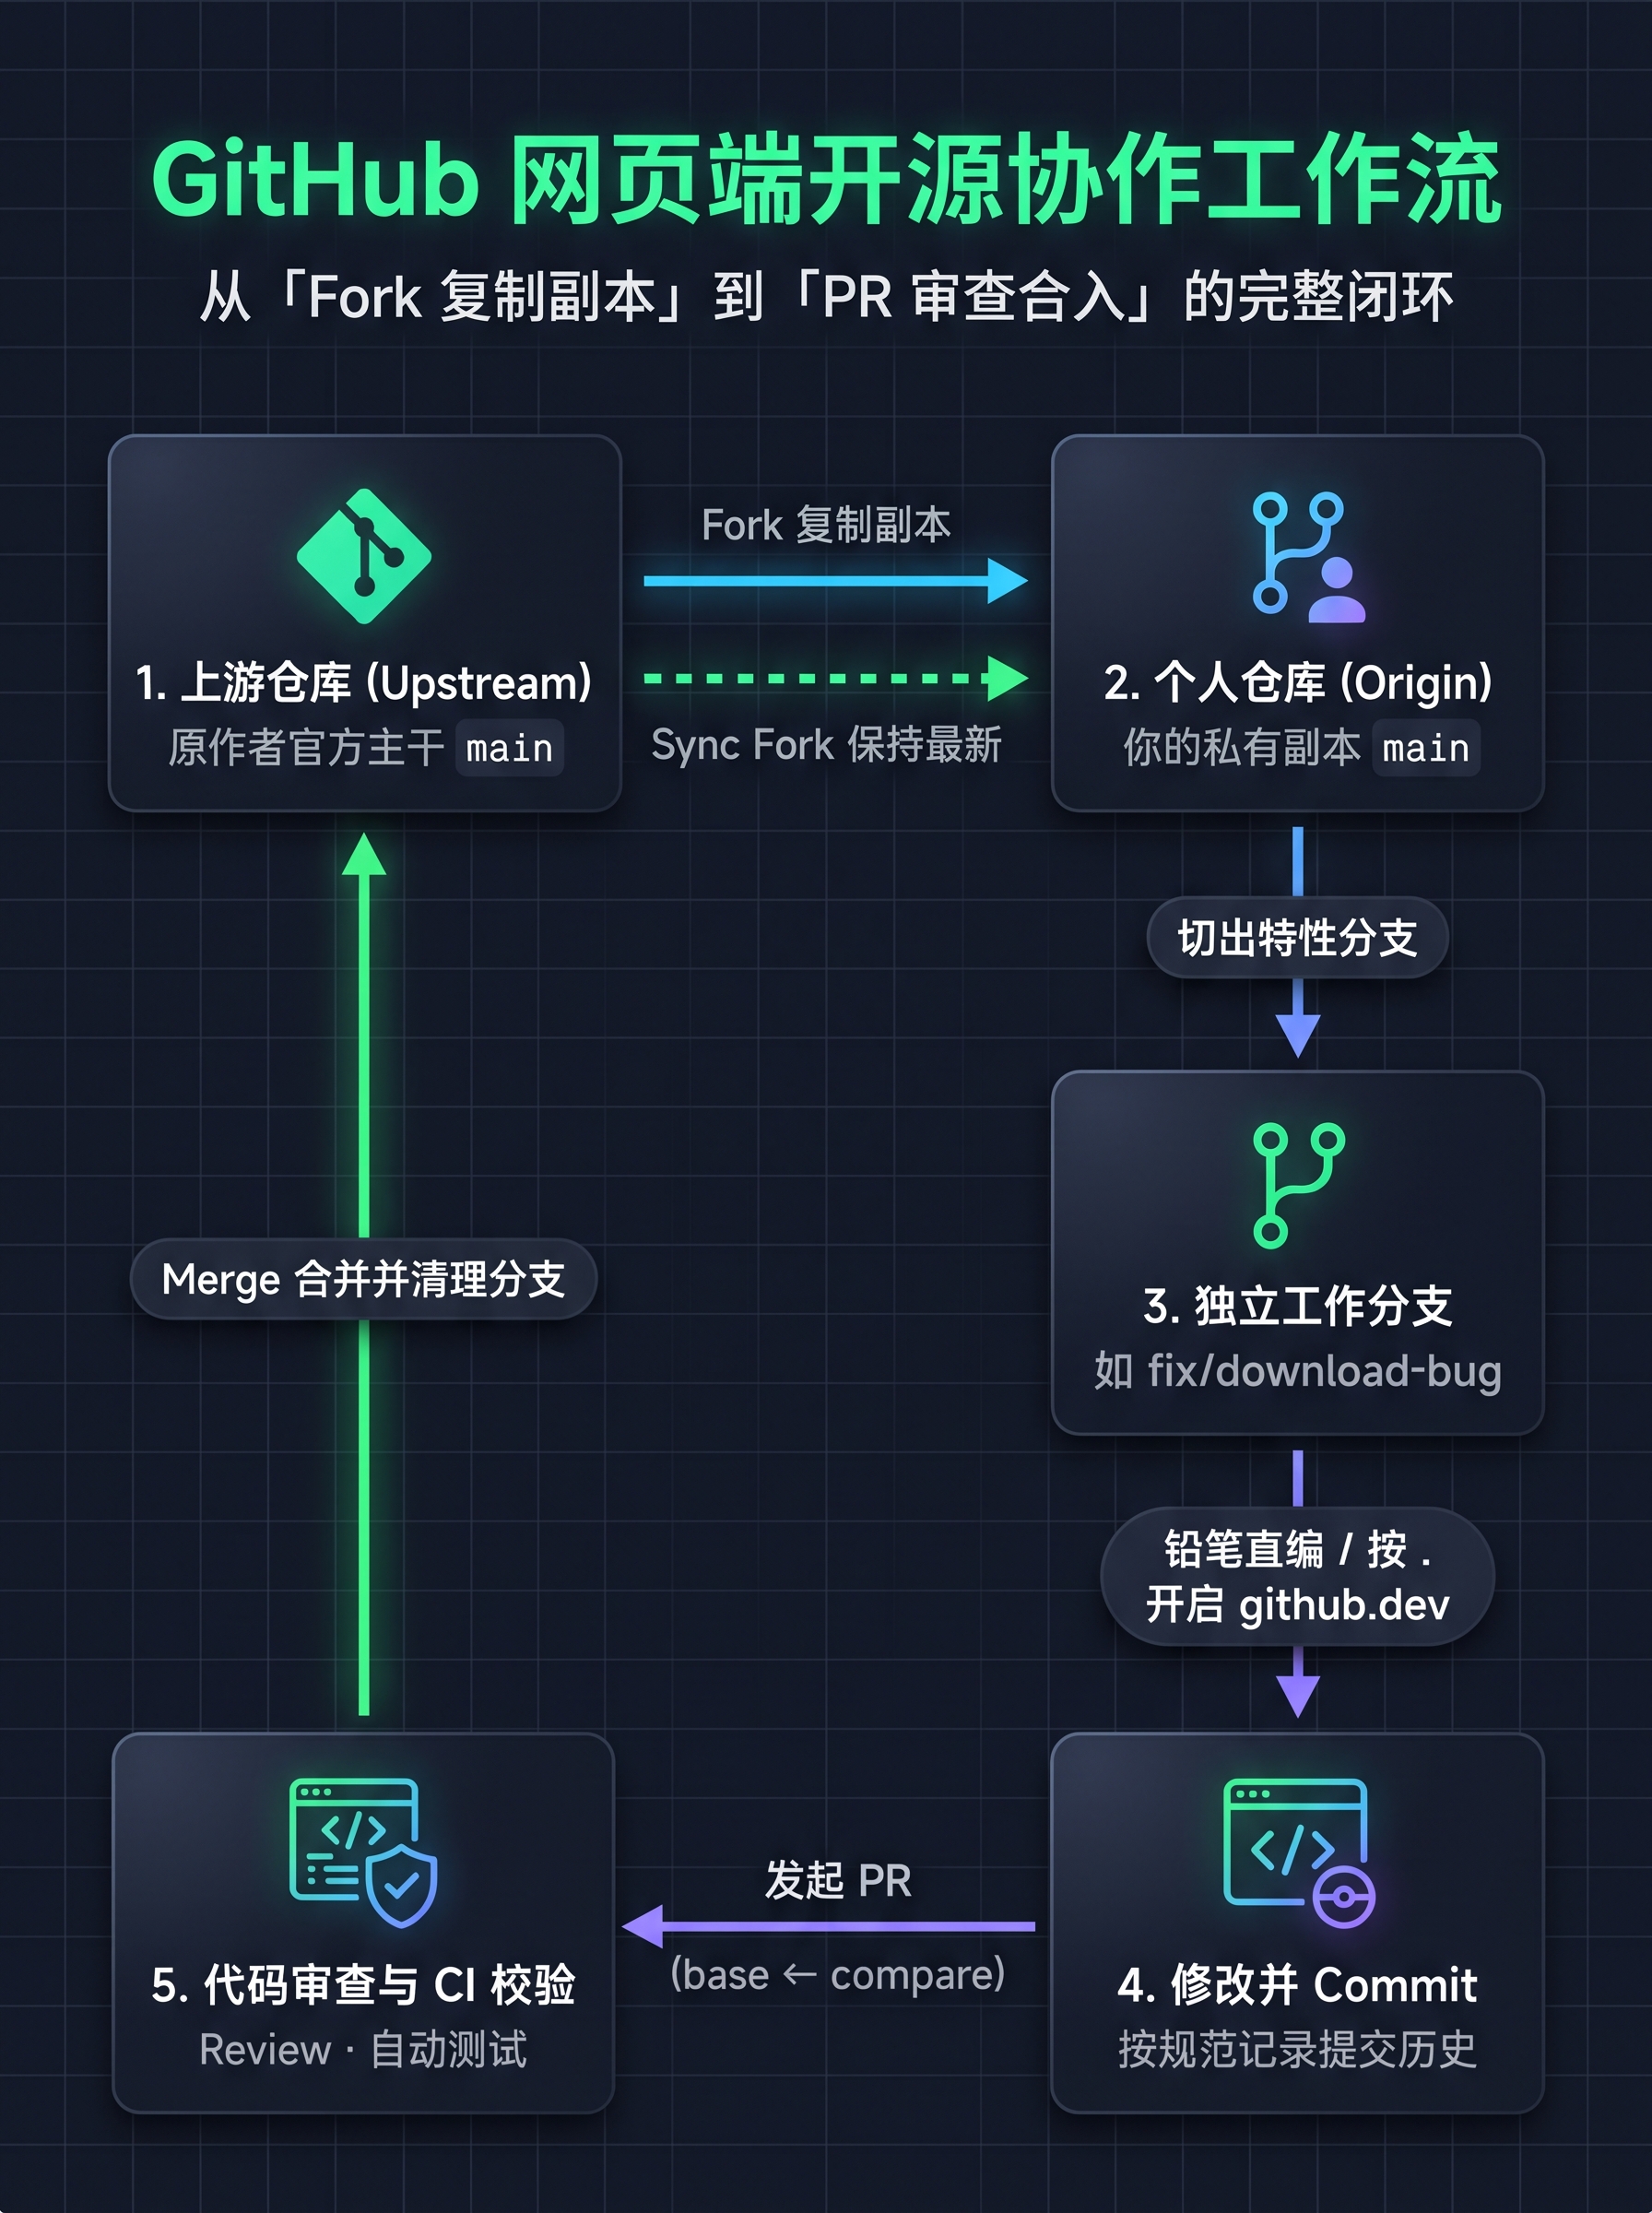 GitHub 网页端开源协作工作流
从「Fork 复制副本」到「PR 审查合入」的完整闭环
1. 上游仓库 (Upstream)
原作者官方主干 main
Fork 复制副本
Sync Fork 保持最新
2. 个人仓库 (Origin)
你的私有副本 main
切出特性分支
3. 独立工作分支
如 fix/download-bug
铅笔直编 / 按 .
开启 github.dev
4. 修改并 Commit
按规范记录提交历史
发起 PR
(base ← compare)
5. 代码审查与 CI 校验
Review · 自动测试
Merge 合并并清理分支